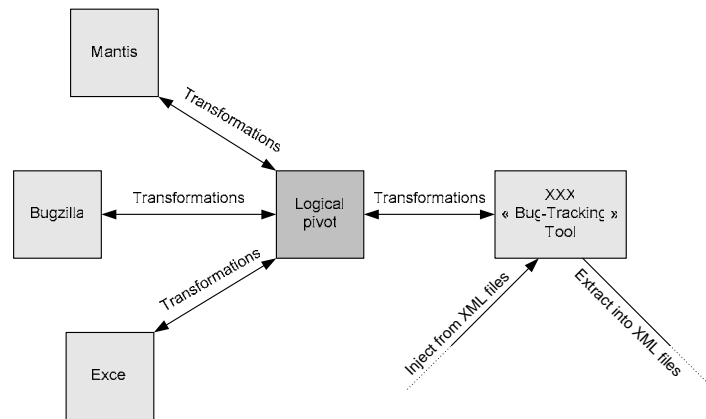 Mantis
Transformations
Bugzilla
Transformations
Logical
pivot
Transformations
XXX
« Bug-Tracking »
Tool
Transformations
Exce
Inject from XML files
Extract into XML files